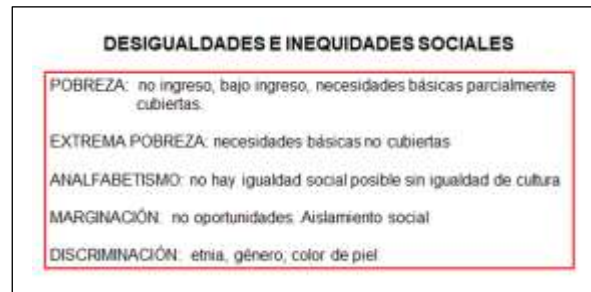 DESIGUALDADES E INEQUIDADES SOCIALES
POBREZA: no ingreso, bajo ingreso, necesidades básicas parcialmente
cubiertas.
EXTREMA POBREZA: necesidades básicas no cubiertas
ANALFABETISMO: no hay igualdad social posible sin igualdad de cultura
MARGINACIÓN: no oportunidades. Aislamiento social
DISCRIMINACIÓN: etnia, género, color de piel